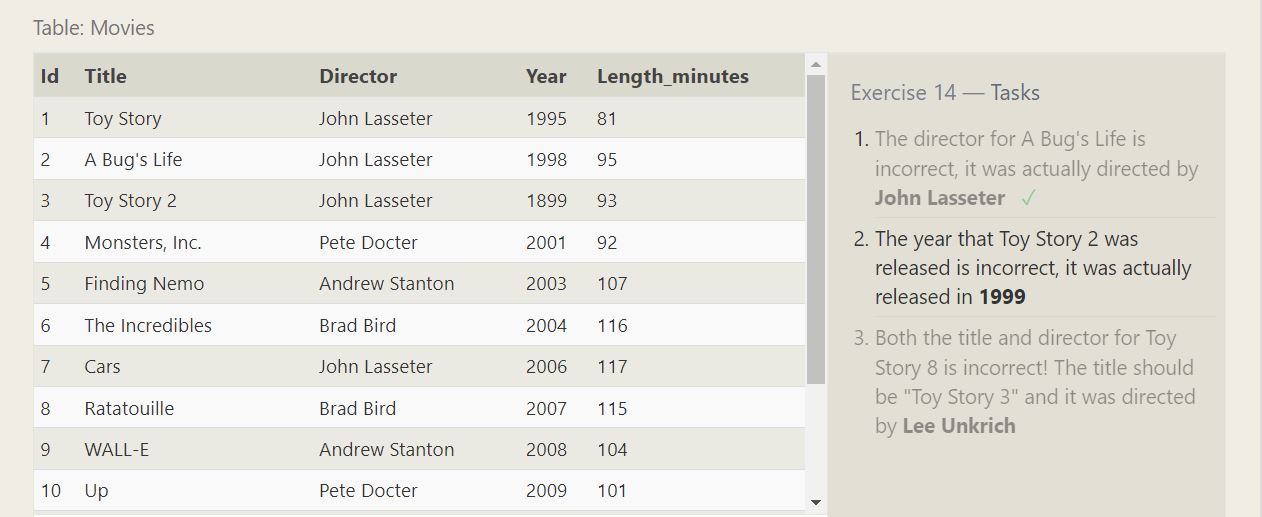 Table: Movies
Id Title Director Year Length_minutes
1 Toy Story John Lasseter 1995 81
2 A Bug's Life John Lasseter 1998 95
3 Toy Story 2 John Lasseter 1899 93
4 Monsters, Inc. Pete Docter 2001 92
5 Finding Nemo Andrew Stanton 2003 107
6 The Incredibles Brad Bird 2004 116
7 Cars John Lasseter 2006 117
8 Ratatouille Brad Bird 2007 115
9 WALL-E Andrew Stanton 2008 104
10 Up Pete Docter 2009 101
Exercise 14 — Tasks
1. The director for A Bug's Life is
incorrect, it was actually directed by
John Lasseter ✓
2. The year that Toy Story 2 was
released is incorrect, it was actually
released in 1999
3. Both the title and director for Toy
Story 8 is incorrect! The title should
be "Toy Story 3" and it was directed
by Lee Unkrich